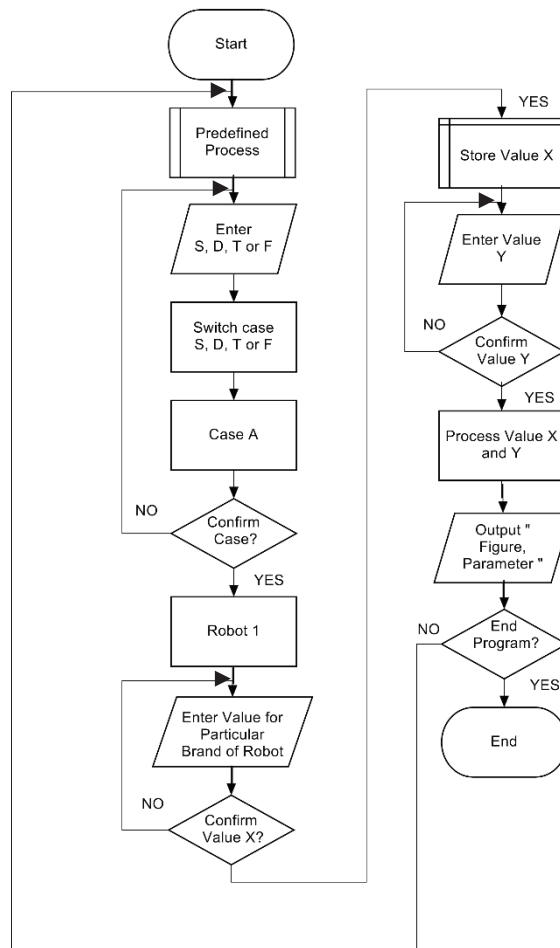 Start
Predefined
Process
Enter
S, D, T or F
Switch case
S, D, T or F
Case A
NO
Confirm
Case?
YES
Robot 1
Enter Value for
Particular
Brand of Robot
NO
Confirm
Value X?
YES
Store Value X
Enter Value
Y
NO
Confirm
Value Y
YES
Process Value X
and Y
Output "
Figure,
Parameter "
NO
End
Program?
YES
End